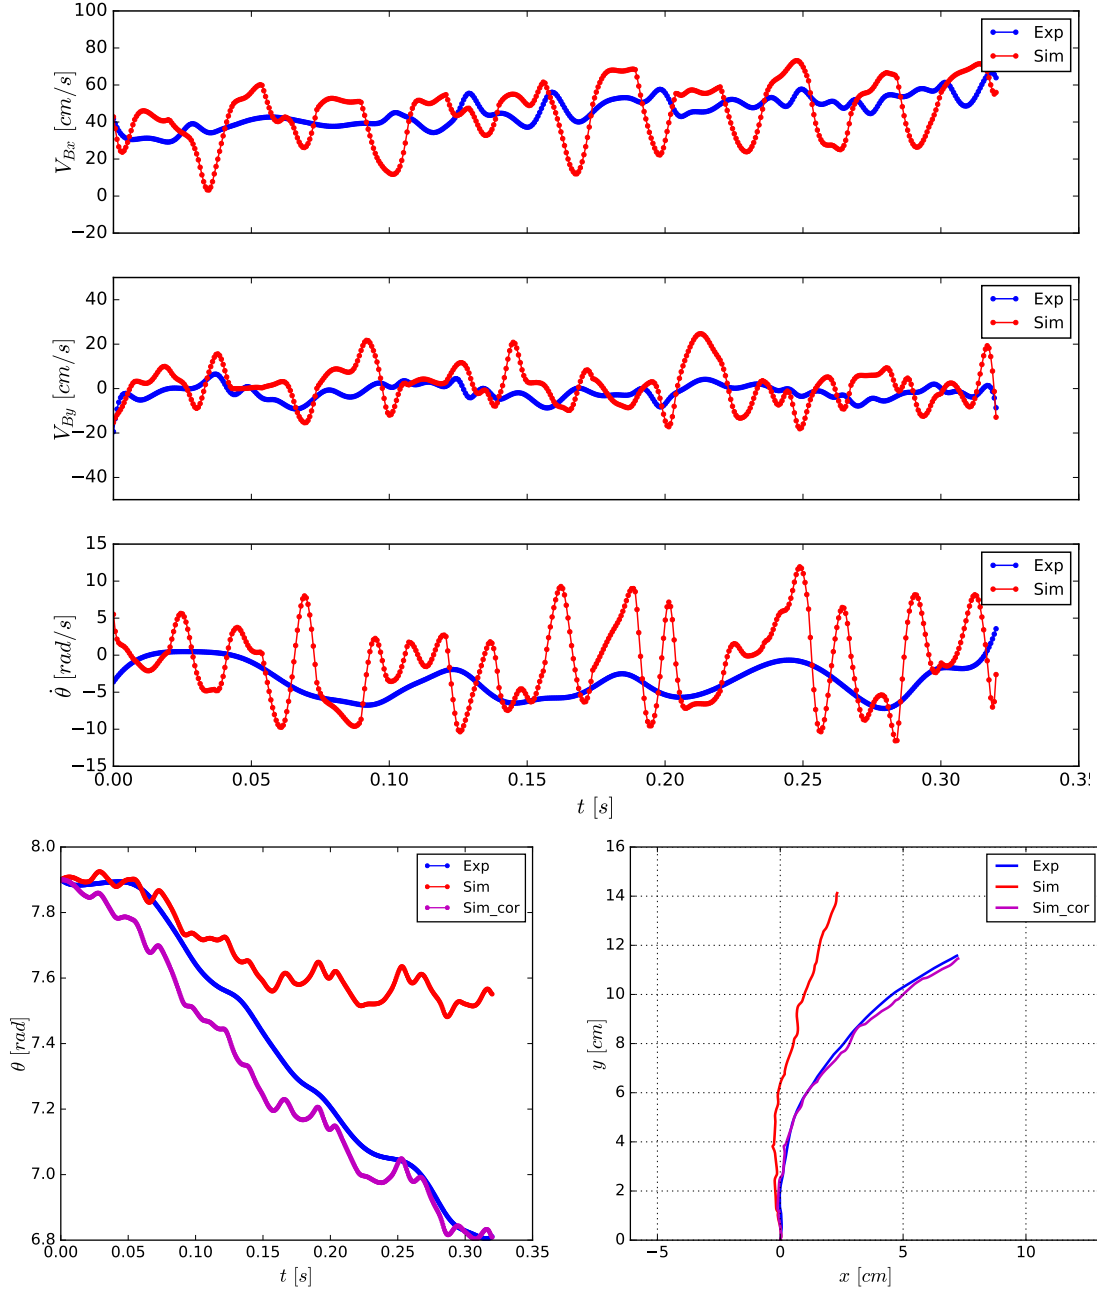 100
80
60
40
20
0
−20
V_Bx [cm/s]
Exp
Sim
40
20
0
−20
−40
V_By [cm/s]
Exp
Sim
15
10
5
0
−5
−10
−15
θ̇ [rad/s]
Exp
Sim
0.00 0.05 0.10 0.15 0.20 0.25 0.30 0.3
t [s]
8.0
7.8
7.6
7.4
7.2
7.0
6.8
θ [rad]
Exp
Sim
Sim_cor
0.00 0.05 0.10 0.15 0.20 0.25 0.30 0.35
t [s]
16
14
12
10
8
6
4
2
0
y [cm]
Exp
Sim
Sim_cor
−5 0 5 10
x [cm]